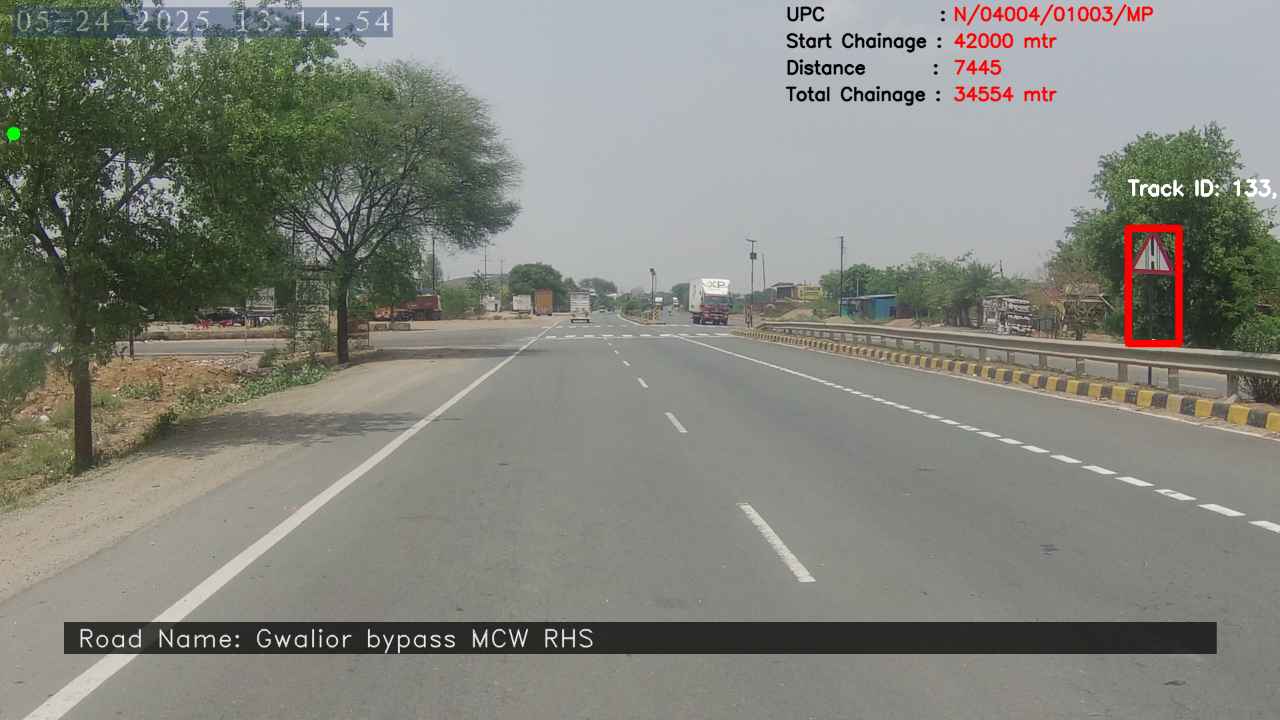 05-24-2025 13:14:54
UPC : N/04004/01003/MP
Start Chainage : 42000 mtr
Distance : 7445
Total Chainage : 34554 mtr
Track ID: 133,
XP
Road Name: Gwalior bypass MCW RHS